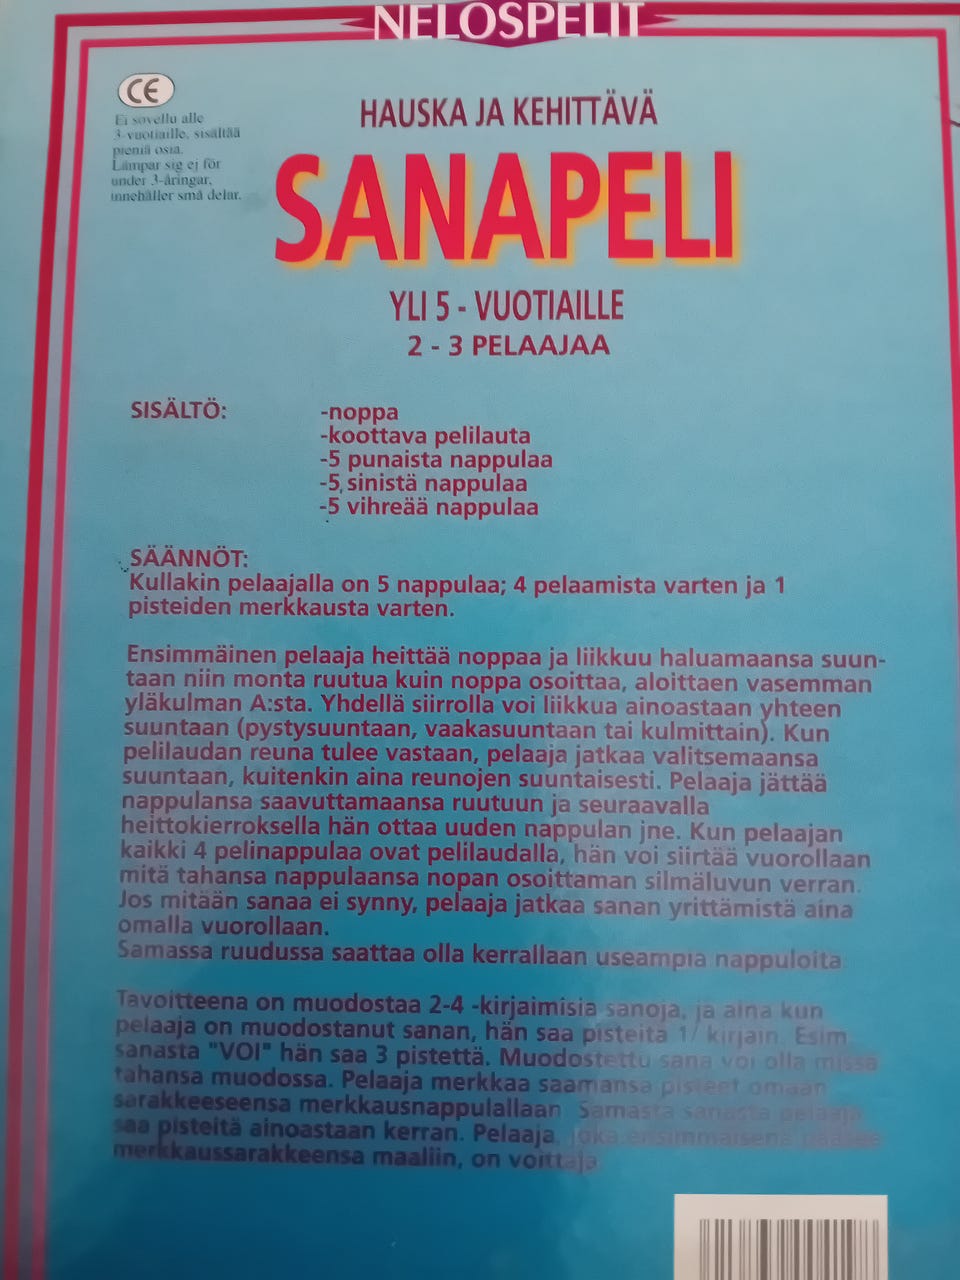 NELOSPELIT
CE
Ei sovellu alle
3-vuotiaille, sisältää
pieniä osia.
Lämpar sig ej för
under 3-åringar,
innehåller små delar.
HAUSKA JA KEHITTÄVÄ
SANAPELI
YLI 5 - VUOTIAILLE
2 - 3 PELAAJAA
SISÄLTÖ:
-noppa
-koottava pelilauta
-5 punaista nappulaa
-5 sinistä nappulaa
-5 vihreää nappulaa
SÄÄNNÖT:
Kullakin pelaajalla on 5 nappulaa; 4 pelaamista varten ja 1
pisteiden merkkausta varten.
Ensimmäinen pelaaja heittää noppaa ja liikkuu haluamaansa suun-
taan niin monta ruutua kuin noppa osoittaa, aloittaen vasemman
yläkulman A:sta. Yhdellä siirrolla voi liikkua ainoastaan yhteen
suuntaan (pystysuuntaan, vaakasuuntaan tai kulmittain). Kun
pelilaudan reuna tulee vastaan, pelaaja jatkaa valitsemaansa
suuntaan, kuitenkin aina reunojen suuntaisesti. Pelaaja jättää
nappulansa saavuttamaansa ruutuun ja seuraavalla
heittokierroksella hän ottaa uuden nappulan jne. Kun pelaajan
kaikki 4 pelinappulaa ovat pelilaudalla, hän voi siirtää vuorollaan
mitä tahansa nappulaansa nopan osoittaman silmäluvun verran.
Jos mitään sanaa ei synny, pelaaja jatkaa sanan yrittämistä aina
omalla vuorollaan.
Samassa ruudussa saattaa olla kerrallaan useampia nappuloita.
Tavoitteena on muodostaa 2-4 -kirjaimisia sanoja, ja aina kun
pelaaja on muodostanut sanan, hän saa pisteitä 1/ kirjain. Esim.
sanasta "VOI" hän saa 3 pistettä. Muodostettu sana voi olla missä
tahansa muodossa. Pelaaja merkkaa saamansa pisteet omaan
sarakkeeseensa merkkausnappulallaan. Samasta sanasta pelaaja
saa pisteitä ainoastaan kerran. Pelaaja, joka ensimmäisenä pääsee
merkkaussarakkeensa maaliin, on voittaja.